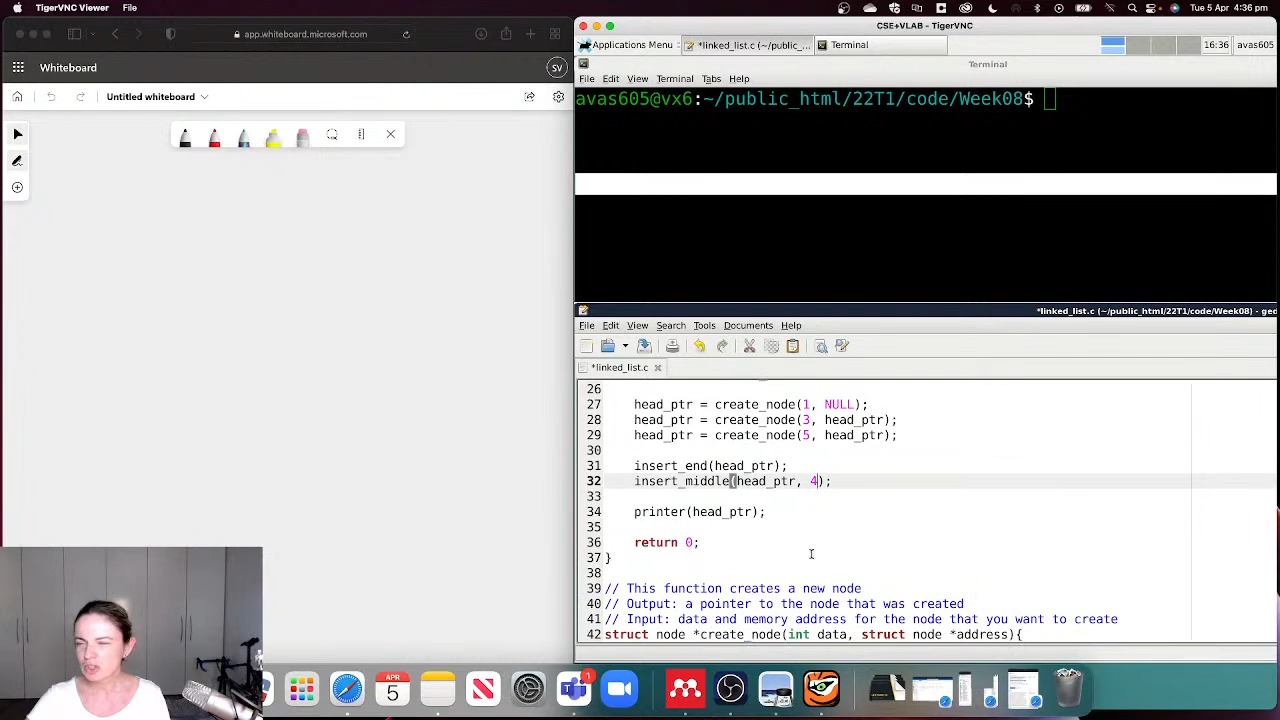 TigerVNC Viewer File
Tue 5 Apr 4:36 pm
app.whiteboard.microsoft.com
Whiteboard
SV
Untitled whiteboard
CSE+VLAB - TigerVNC
Applications Menu
*linked_list.c (~/public_...
Terminal
16:36
avas605
Terminal
File Edit View Terminal Tabs Help
avas605@vx6:~/public_html/22T1/code/Week08$
*linked_list.c (~/public_html/22T1/code/Week08) - ged
File Edit View Search Tools Documents Help
*linked_list.c
26
27 head_ptr = create_node(1, NULL);
28 head_ptr = create_node(3, head_ptr);
29 head_ptr = create_node(5, head_ptr);
30
31 insert_end(head_ptr);
32 insert_middle(head_ptr, 4);
33
34 printer(head_ptr);
35
36 return 0;
37 }
38
39 // This function creates a new node
40 // Output: a pointer to the node that was created
41 // Input: data and memory address for the node that you want to create
42 struct node *create_node(int data, struct node *address){
APR
5
1